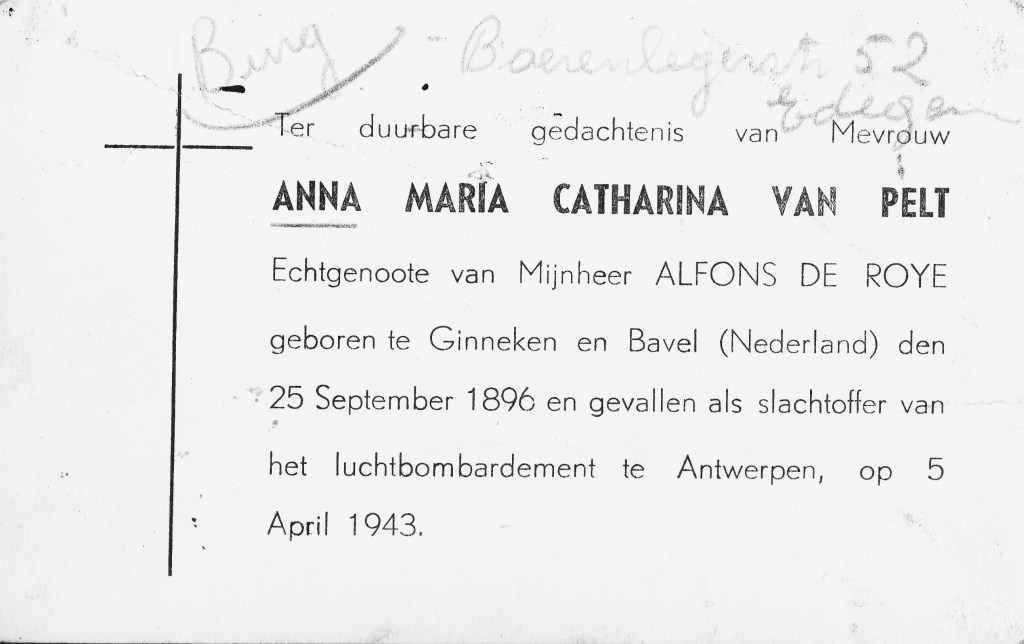 Burg - Boerenlegerstr 52
Edegem
Ter duurbare gedachtenis van Mevrouw
ANNA MARIA CATHARINA VAN PELT
Echtgenoote van Mijnheer ALFONS DE ROYE
geboren te Ginneken en Bavel (Nederland) den
25 September 1896 en gevallen als slachtoffer van
het luchtbombardement te Antwerpen, op 5
April 1943.